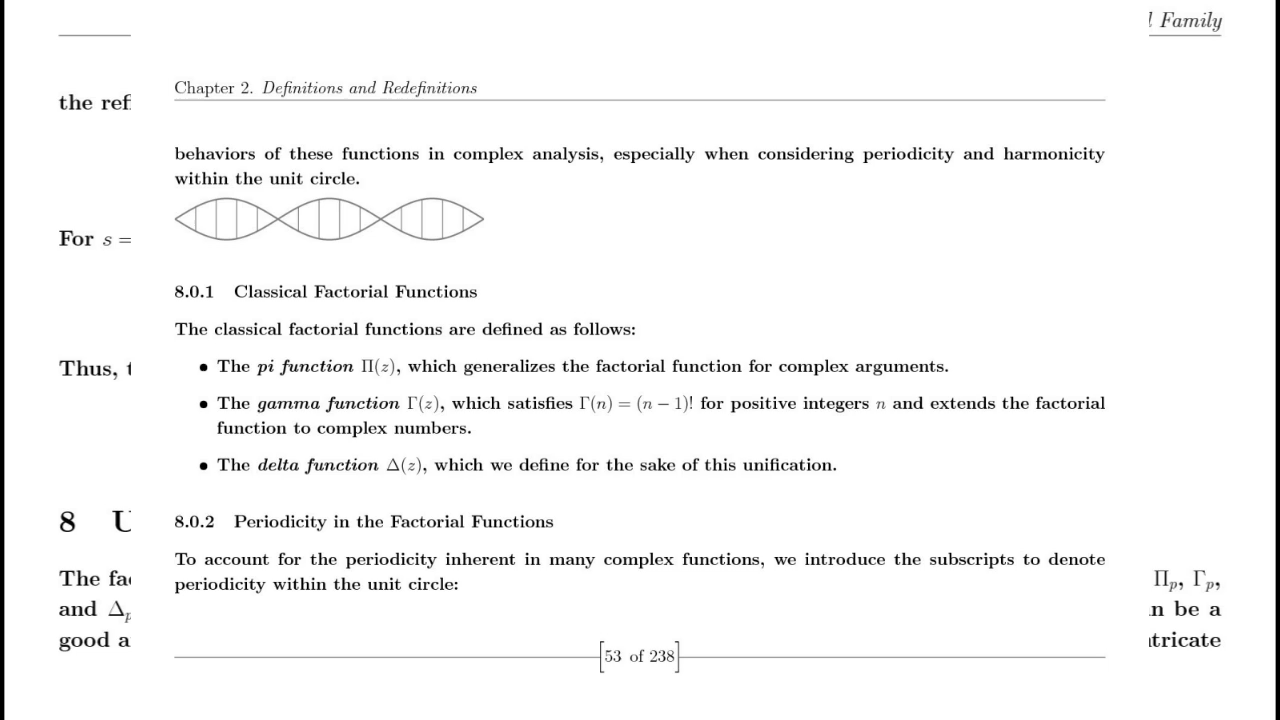 l Family
Chapter 2. Definitions and Redefinitions
the ref
behaviors of these functions in complex analysis, especially when considering periodicity and harmonicity
within the unit circle.
For s =
8.0.1 Classical Factorial Functions
The classical factorial functions are defined as follows:
Thus, t
• The pi function Π(z), which generalizes the factorial function for complex arguments.
• The gamma function Γ(z), which satisfies Γ(n) = (n − 1)! for positive integers n and extends the factorial
function to complex numbers.
• The delta function Δ(z), which we define for the sake of this unification.
8 U
8.0.2 Periodicity in the Factorial Functions
To account for the periodicity inherent in many complex functions, we introduce the subscripts to denote
periodicity within the unit circle:
The fa
Πₚ, Γₚ,
and Δₚ
n be a
good a
tricate
[53 of 238]